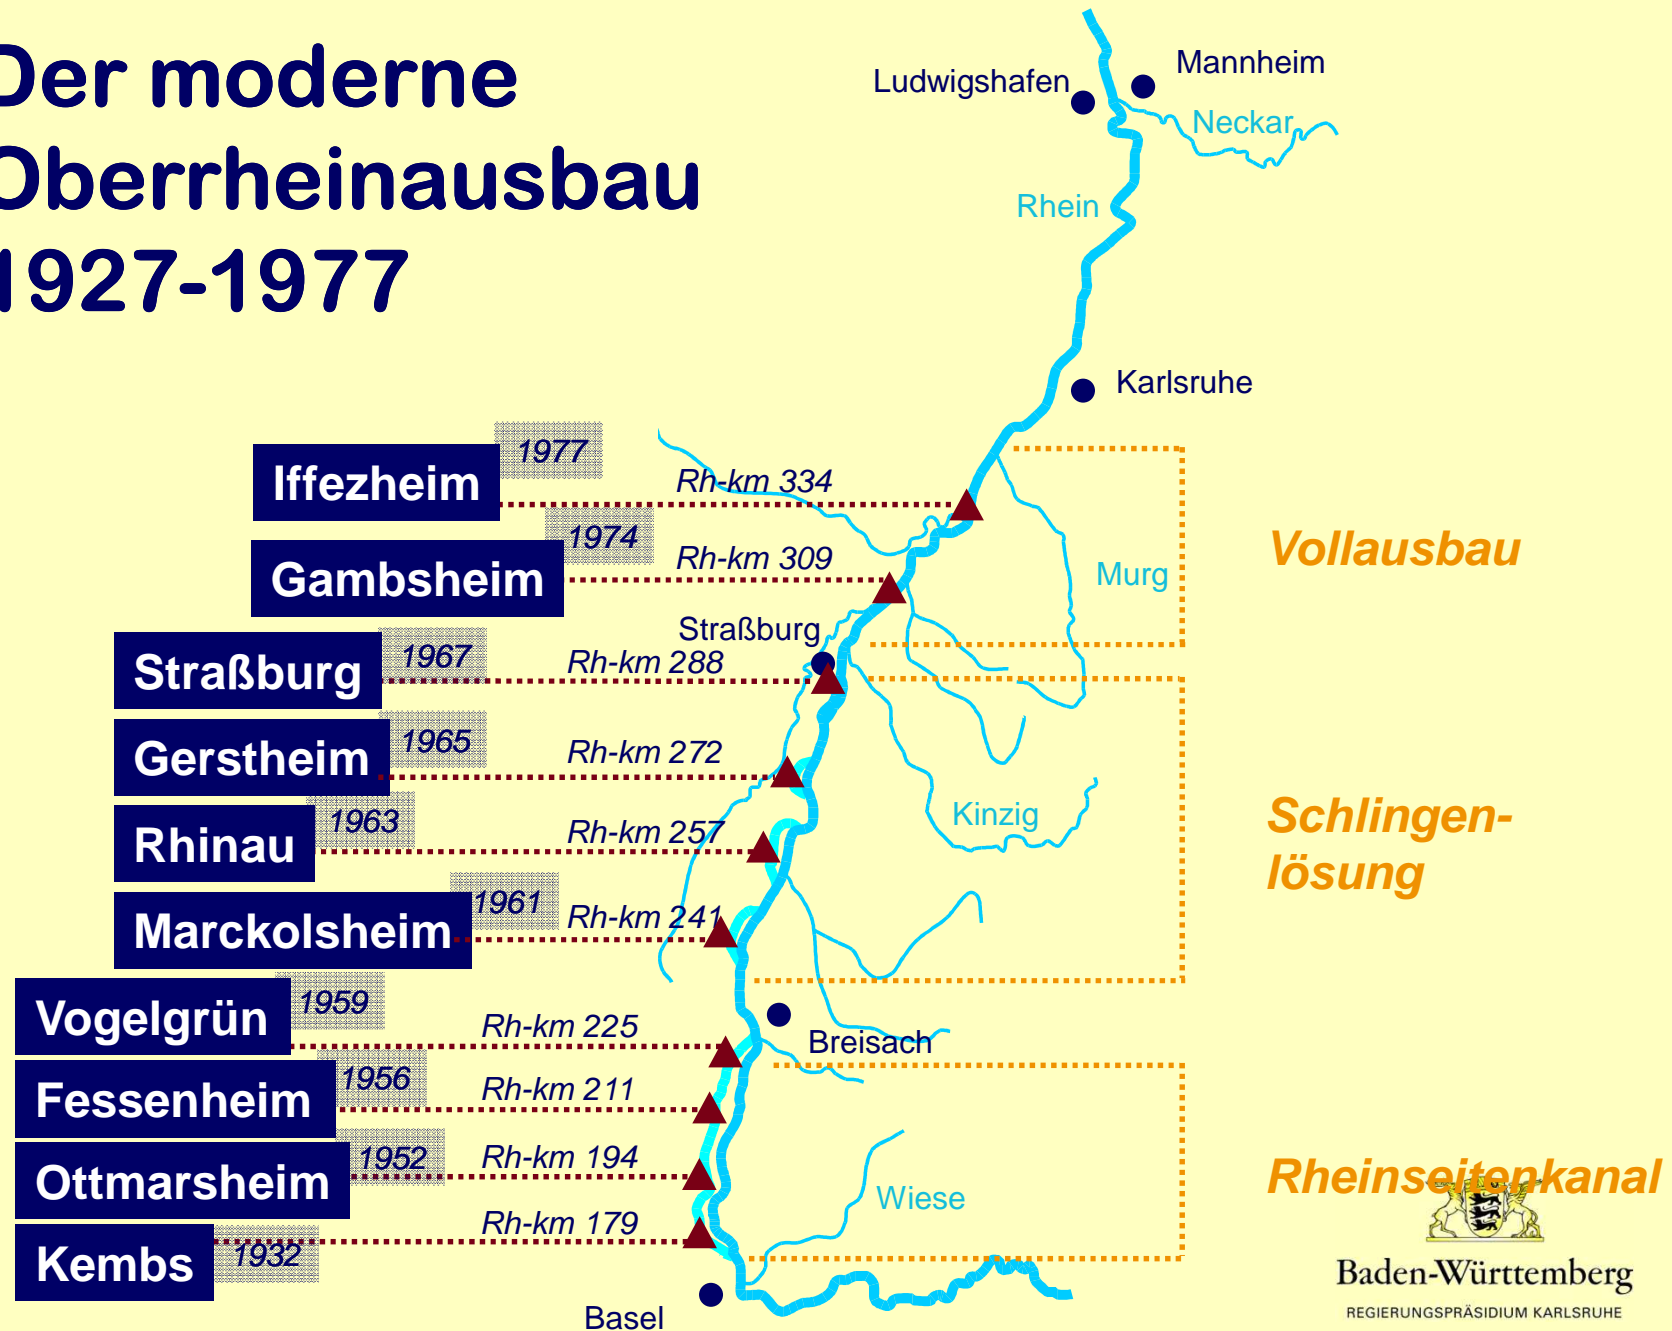 Der moderne
Oberrheinausbau
1927-1977
Ludwigshafen
Mannheim
Neckar
Rhein
Karlsruhe
Iffezheim
1977
Rh-km 334
Gambsheim
1974
Rh-km 309
Murg
Vollausbau
Straßburg
Straßburg
1967
Rh-km 288
Gerstheim
1965
Rh-km 272
Rhinau
1963
Rh-km 257
Kinzig
Schlingen-
lösung
Marckolsheim
1961
Rh-km 241
Vogelgrün
1959
Rh-km 225
Breisach
Fessenheim
1956
Rh-km 211
Ottmarsheim
1952
Rh-km 194
Wiese
Rheinseitenkanal
Kembs
1932
Rh-km 179
Basel
Baden-Württemberg
REGIERUNGSPRÄSIDIUM KARLSRUHE